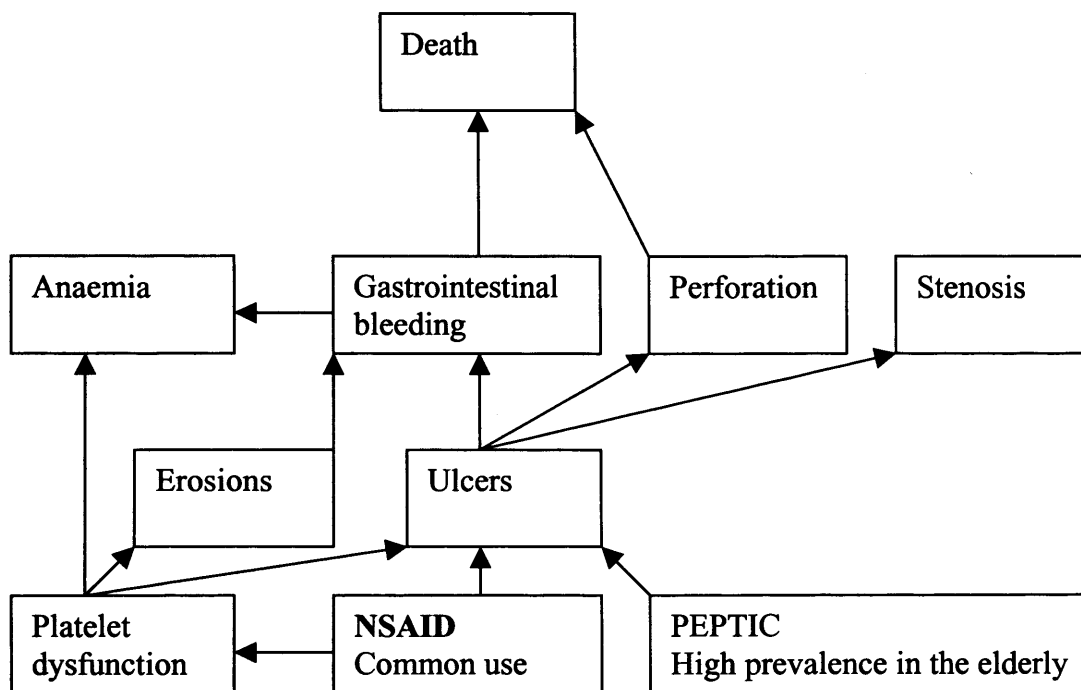 Death
Anaemia
Gastrointestinal
bleeding
Perforation
Stenosis
Erosions
Ulcers
Platelet
dysfunction
NSAID
Common use
PEPTIC
High prevalence in the elderly